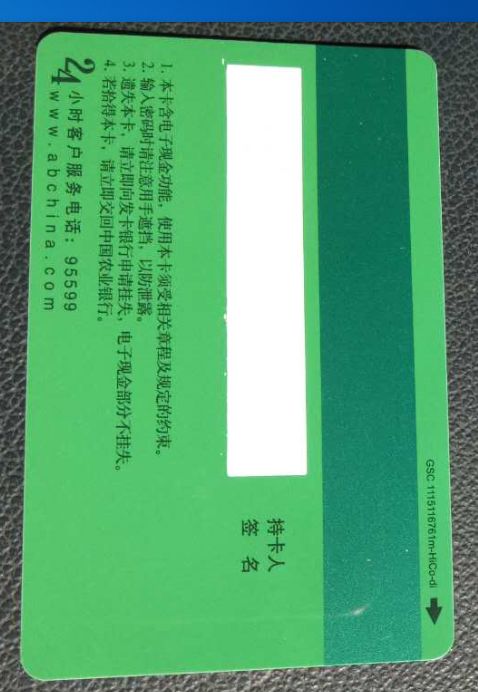 GSC 1115116761m-HiCo-di
持卡人
签 名
1. 本卡含电子现金功能，使用本卡须受相关章程及规定的约束。
2. 输入密码时请注意用手遮挡，以防泄露。
3. 遗失本卡，请立即向发卡银行申请挂失，电子现金部分不挂失。
4. 若拾得本卡，请立即交回中国农业银行。
24小时客户服务电话：95599
www.abchina.com